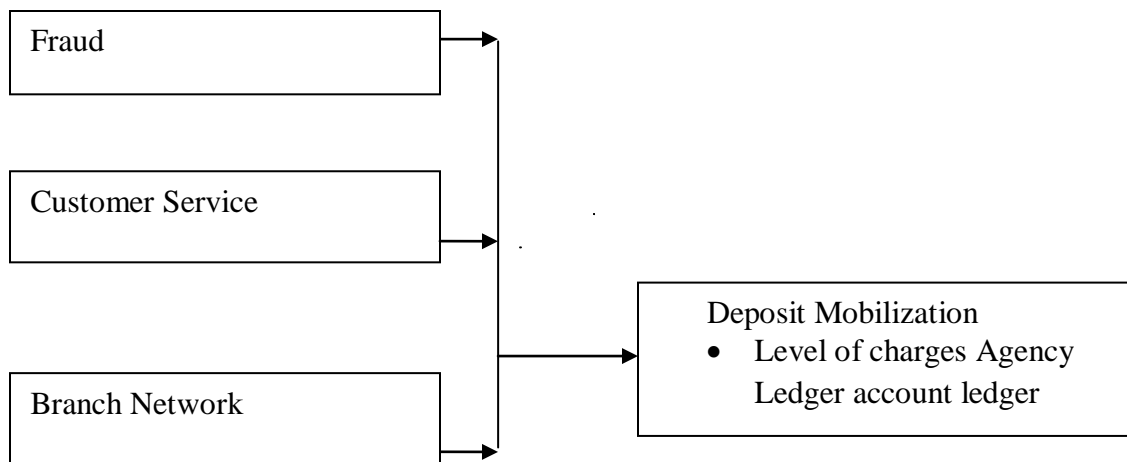 Fraud
Customer Service
Branch Network
Deposit Mobilization
• Level of charges Agency
Ledger account ledger